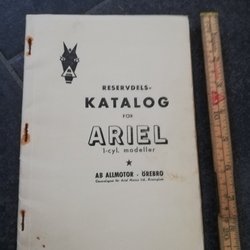 RESERVDELS-
KATALOG
FÖR
ARIEL
1-cyl. modeller
AB ALLMOTOR - ÖREBRO